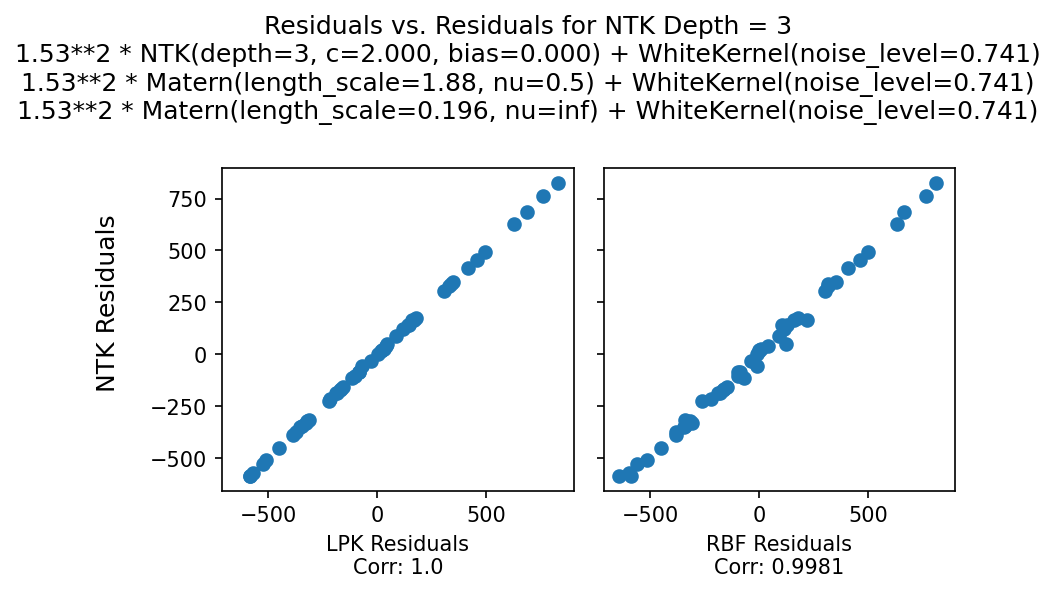 Residuals vs. Residuals for NTK Depth = 3
1.53**2 * NTK(depth=3, c=2.000, bias=0.000) + WhiteKernel(noise_level=0.741)
1.53**2 * Matern(length_scale=1.88, nu=0.5) + WhiteKernel(noise_level=0.741)
1.53**2 * Matern(length_scale=0.196, nu=inf) + WhiteKernel(noise_level=0.741)
NTK Residuals
750
500
250
0
−250
−500
−500 0 500
LPK Residuals
Corr: 1.0
−500 0 500
RBF Residuals
Corr: 0.9981